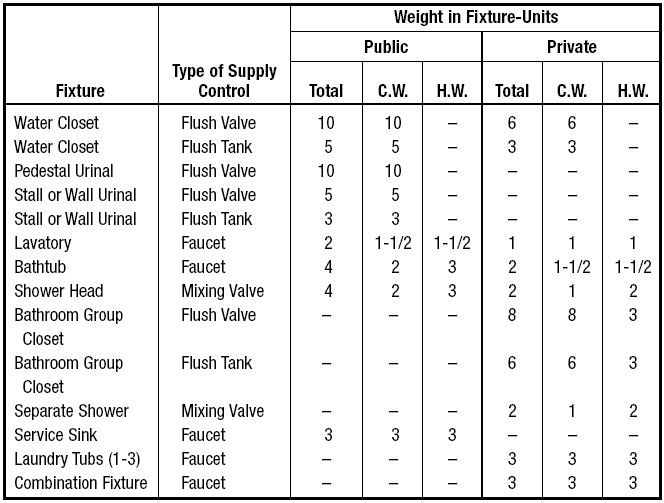 Weight in Fixture-Units
Public Private
Type of Supply
Fixture Control Total C.W. H.W. Total C.W. H.W.
Water Closet Flush Valve 10 10 – 6 6 –
Water Closet Flush Tank 5 5 – 3 3 –
Pedestal Urinal Flush Valve 10 10 – – – –
Stall or Wall Urinal Flush Valve 5 5 – – – –
Stall or Wall Urinal Flush Tank 3 3 – – – –
Lavatory Faucet 2 1-1/2 1-1/2 1 1 1
Bathtub Faucet 4 2 3 2 1-1/2 1-1/2
Shower Head Mixing Valve 4 2 3 2 1 2
Bathroom Group Flush Valve – – – 8 8 3
Closet
Bathroom Group Flush Tank – – – 6 6 3
Closet
Separate Shower Mixing Valve – – – 2 1 2
Service Sink Faucet 3 3 3 – – –
Laundry Tubs (1-3) Faucet – – – 3 3 3
Combination Fixture Faucet – – – 3 3 3